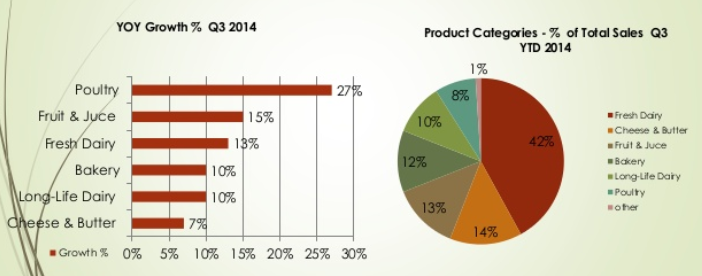 YOY Growth % Q3 2014
Poultry 27%
Fruit & Juce 15%
Fresh Dairy 13%
Bakery 10%
Long-Life Dairy 10%
Cheese & Butter 7%
Growth % 0% 5% 10% 15% 20% 25% 30%
Product Categories - % of Total Sales Q3
YTD 2014
1%
8%
10%
12%
13%
14%
42%
Fresh Dairy
Cheese & Butter
Fruit & Juce
Bakery
Long-Life Dairy
Poultry
other